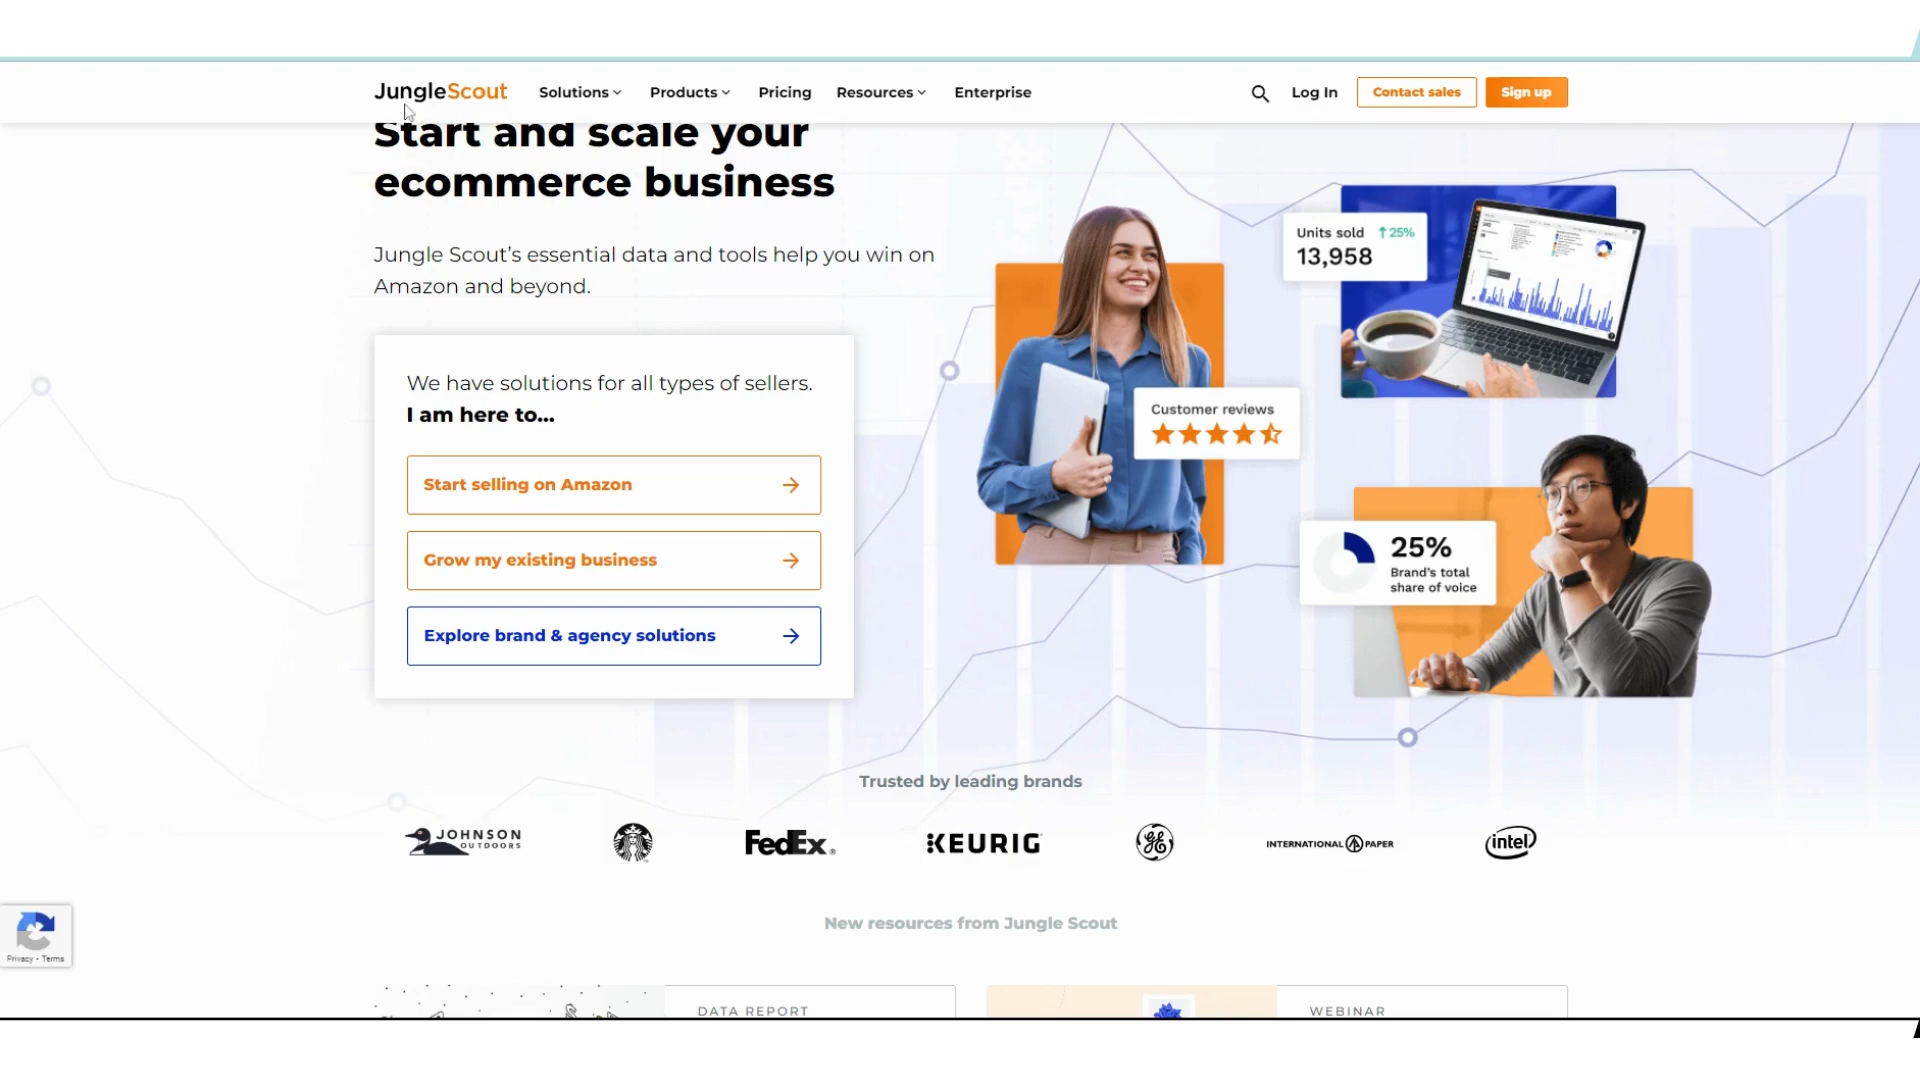 JungleScout
Solutions
Products
Pricing
Resources
Enterprise
Log In
Contact sales
Sign up
Start and scale your
ecommerce business
Jungle Scout’s essential data and tools help you win on
Amazon and beyond.
We have solutions for all types of sellers.
I am here to...
Start selling on Amazon
Grow my existing business
Explore brand & agency solutions
Units sold 25%
13,958
Customer reviews
25%
Brand’s total
share of voice
Trusted by leading brands
JOHNSON
OUTDOORS
FedEx®
KEURIG
GE
INTERNATIONAL PAPER
intel
New resources from Jungle Scout
Privacy - Terms
DATA REPORT
WEBINAR